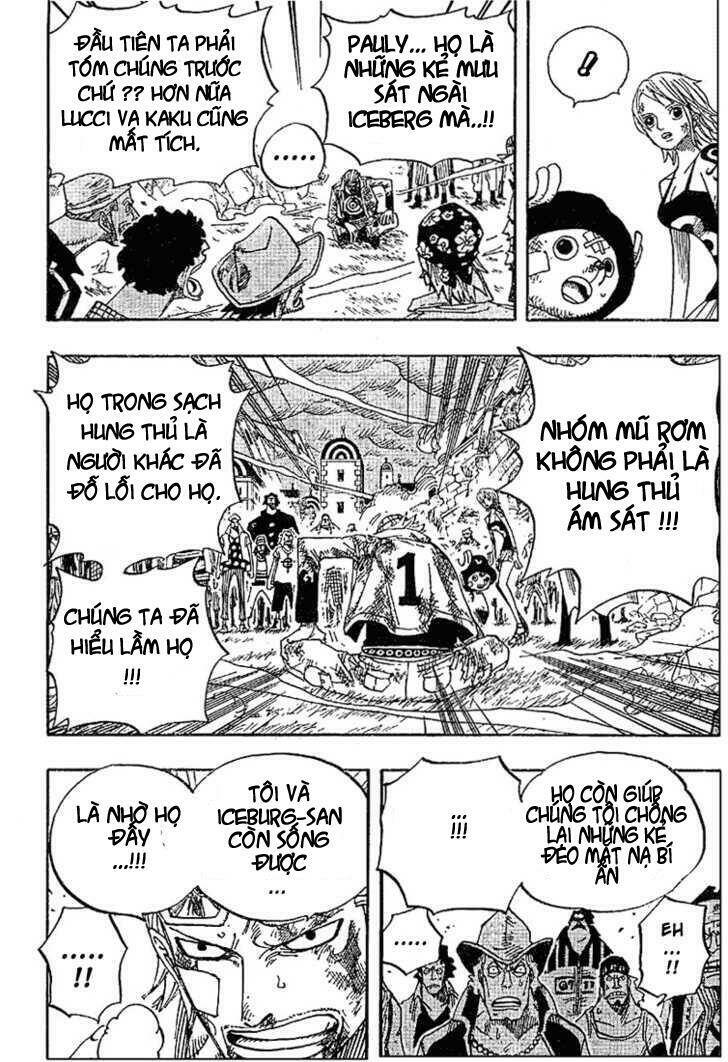 !
PAULY... HỌ LÀ
NHỮNG KẺ MƯU
SÁT NGÀI
ICEBERG MÀ..!!
ĐẦU TIÊN TA PHẢI
TÓM CHÚNG TRƯỚC
CHỨ ?? HƠN NỮA
LUCCI VA KAKU CŨNG
MẤT TÍCH.
.....
NHÓM MŨ RƠM
KHÔNG PHẢI LÀ
HUNG THỦ
ÁM SÁT !!!
HỌ TRONG SẠCH
HUNG THỦ LÀ
NGƯỜI KHÁC ĐÃ
ĐỔ LỖI CHO HỌ.
1
CHÚNG TA ĐÃ
HIỂU LẦM HỌ
!!!
HỌ CÒN GIÚP
CHÚNG TÔI CHỐNG
LẠI NHỮNG KẺ
ĐEO MẶT NẠ BÍ
ẨN
...
!!!
EH
...!!
.....
TÔI VÀ
ICEBURG-SAN
CÒN SỐNG
ĐƯỢC
...
LÀ NHỜ HỌ
ĐẤY
...!!!
.....
!!